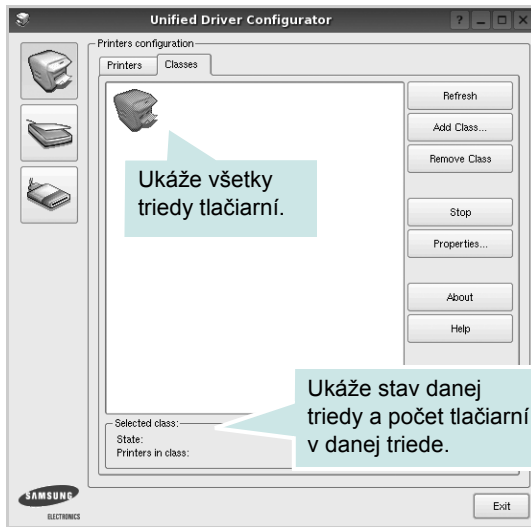 Unified Driver Configurator
Printers configuration
Printers Classes
Refresh
Add Class...
Remove Class
Ukáže všetky
triedy tlačiarní.
Stop
Properties...
About
Help
Ukáže stav danej
triedy a počet tlačiarní
v danej triede.
Selected class:
State:
Printers in class:
SAMSUNG
ELECTRONICS
Exit